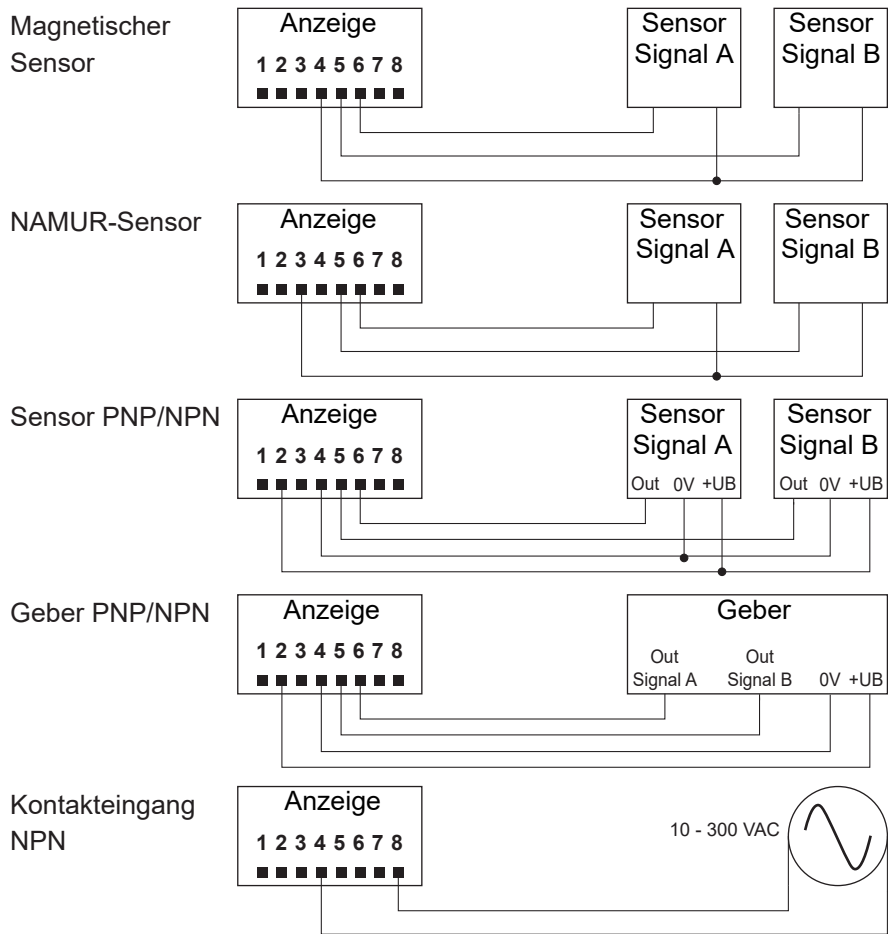 Magnetischer
Sensor
Anzeige
1 2 3 4 5 6 7 8
Sensor
Signal A
Sensor
Signal B
NAMUR-Sensor
Anzeige
1 2 3 4 5 6 7 8
Sensor
Signal A
Sensor
Signal B
Sensor PNP/NPN
Anzeige
1 2 3 4 5 6 7 8
Sensor
Signal A
Out 0V +UB
Sensor
Signal B
Out 0V +UB
Geber PNP/NPN
Anzeige
1 2 3 4 5 6 7 8
Geber
Out
Signal A
Out
Signal B
0V +UB
Kontakteingang
NPN
Anzeige
1 2 3 4 5 6 7 8
10 - 300 VAC